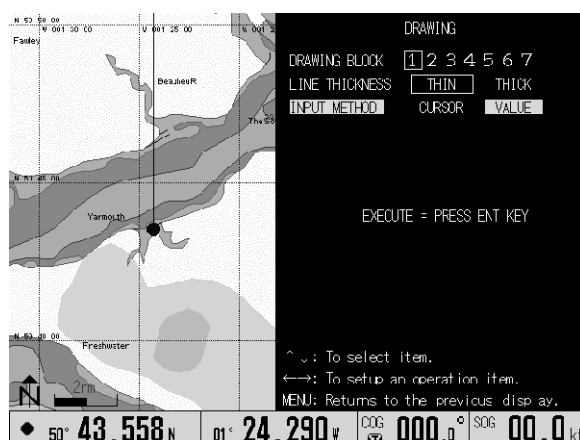 N 50 50 00
W 001 30 00
W 001 25 00
W 001 2
Fawley
Beaulieu R
The So
N 50 45 00
Yarmouth
N 50 40 00
Freshwater
N
2nm
DRAWING
DRAWING BLOCK 1 2 3 4 5 6 7
LINE THICKNESS THIN THICK
INPUT METHOD CURSOR VALUE
EXECUTE = PRESS ENT KEY
^ ⌄: To select item.
←→: To setup an operation item.
MENU: Returns to the previous display.
50° 43.558 N 01° 24.290 W COG T 000.0° SOG 00.0 kt